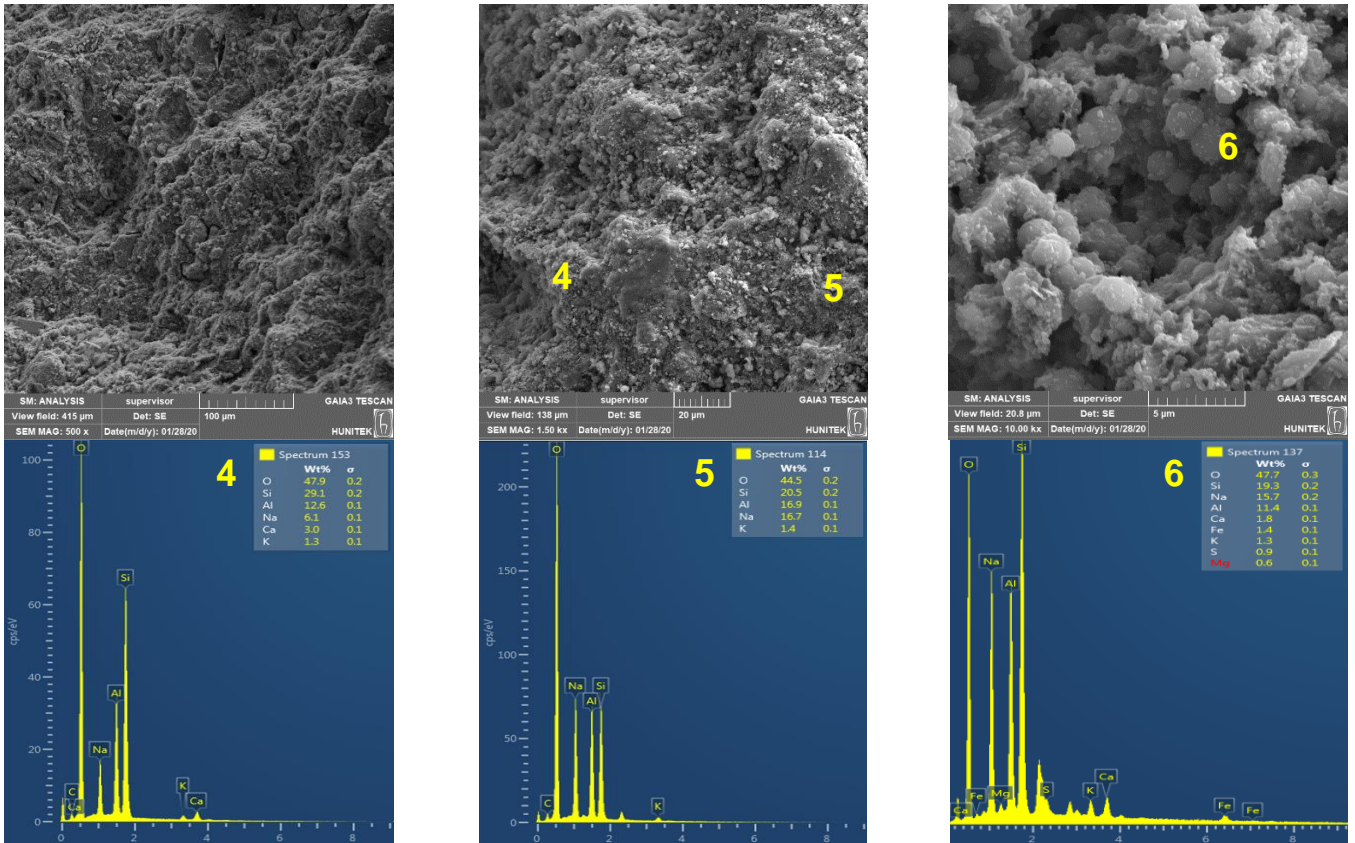 4
5
6
SM: ANALYSIS supervisor GAIA3 TESCAN
View field: 415 µm Det: SE 100 µm
SEM MAG: 500 x Date(m/d/y): 01/28/20 HUNITEK
SM: ANALYSIS supervisor GAIA3 TESCAN
View field: 138 µm Det: SE 20 µm
SEM MAG: 1.50 kx Date(m/d/y): 01/28/20 HUNITEK
SM: ANALYSIS supervisor GAIA3 TESCAN
View field: 20.8 µm Det: SE 5 µm
SEM MAG: 10.00 kx Date(m/d/y): 01/28/20 HUNITEK
4
Spectrum 153
Wt% σ
O 47.9 0.2
Si 29.1 0.2
Al 12.6 0.1
Na 6.1 0.1
Ca 3.0 0.1
K 1.3 0.1
100
80
60
40
20
0
cps/eV
O
Si
Al
Na
C
Ca
K
Ca
0 2 4 6 8
5
Spectrum 114
Wt% σ
O 44.5 0.2
Si 20.5 0.2
Al 16.9 0.1
Na 16.7 0.1
K 1.4 0.1
200
150
100
50
0
cps/eV
O
Na
Si
Al
C
K
0 2 4 6 8
6
Spectrum 137
Wt% σ
O 47.7 0.3
Si 19.3 0.2
Na 15.7 0.2
Al 11.4 0.1
Ca 1.8 0.1
Fe 1.4 0.1
K 1.3 0.1
S 0.9 0.1
Mg 0.6 0.1
Si
O
Na
Al
Ca
Fe
Mg
S
K
Ca
Fe
Fe
2 4 6 8